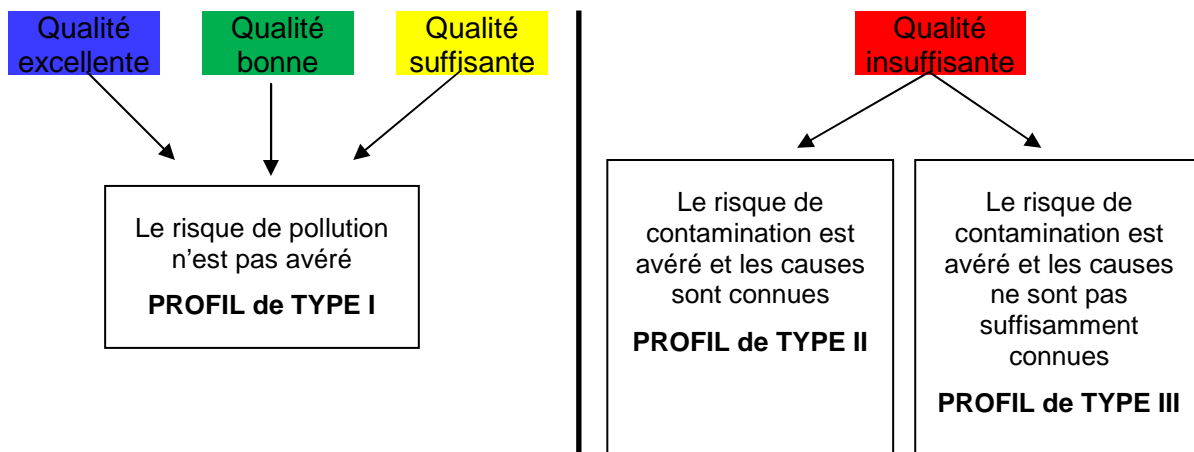 Qualité
excellente
Qualité
bonne
Qualité
suffisante
Qualité
insuffisante
Le risque de pollution
n’est pas avéré
PROFIL de TYPE I
Le risque de
contamination est
avéré et les causes
sont connues
PROFIL de TYPE II
Le risque de
contamination est
avéré et les causes
ne sont pas
suffisamment
connues
PROFIL de TYPE III